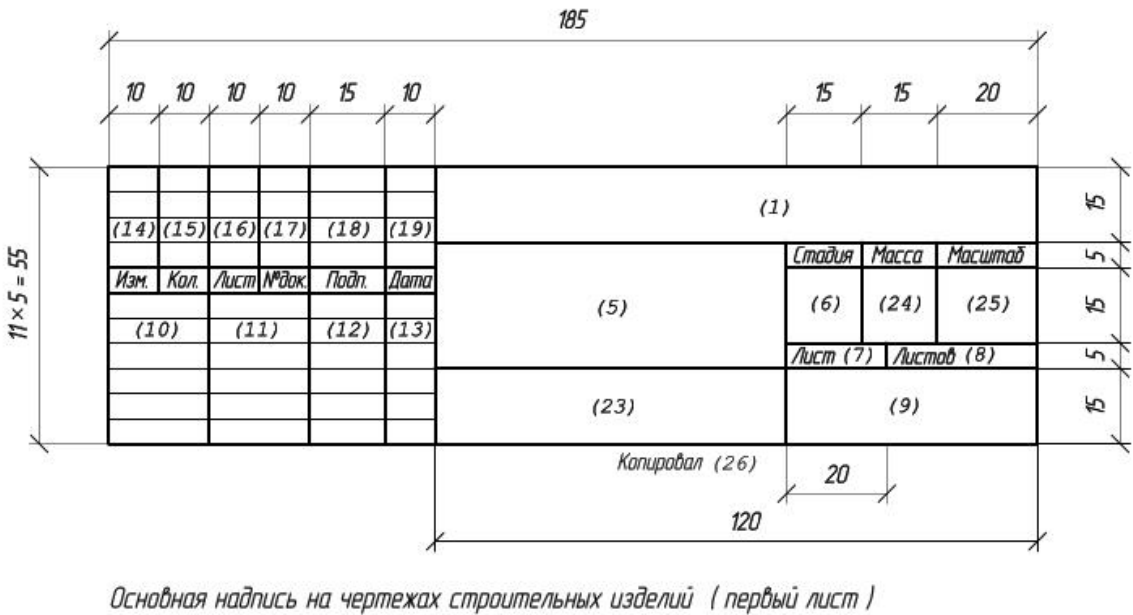 185
10 10 10 10 15 10 15 15 20
(1)
15
(14) (15) (16) (17) (18) (19)
Изм. Кол. Лист №док. Подп. Дата
Стадия Масса Масштаб
5
11×5 = 55
(10) (11) (12) (13)
(5)
(6) (24) (25)
15
Лист (7) Листов (8)
5
(23)
(9)
15
Копировал (26)
20
120
Основная надпись на чертежах строительных изделий ( первый лист )